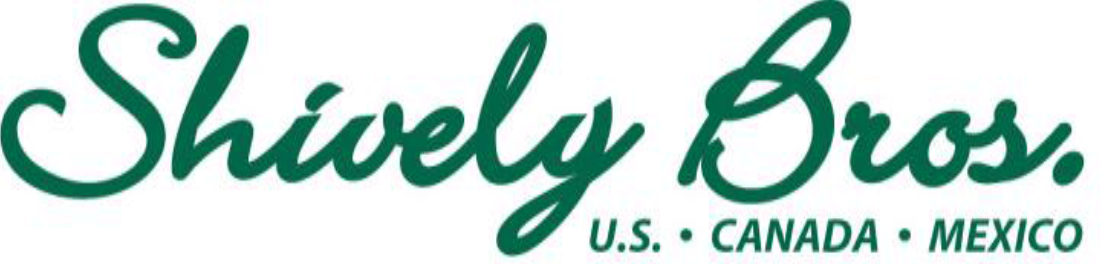 Shively Bros.
U.S. • CANADA • MEXICO